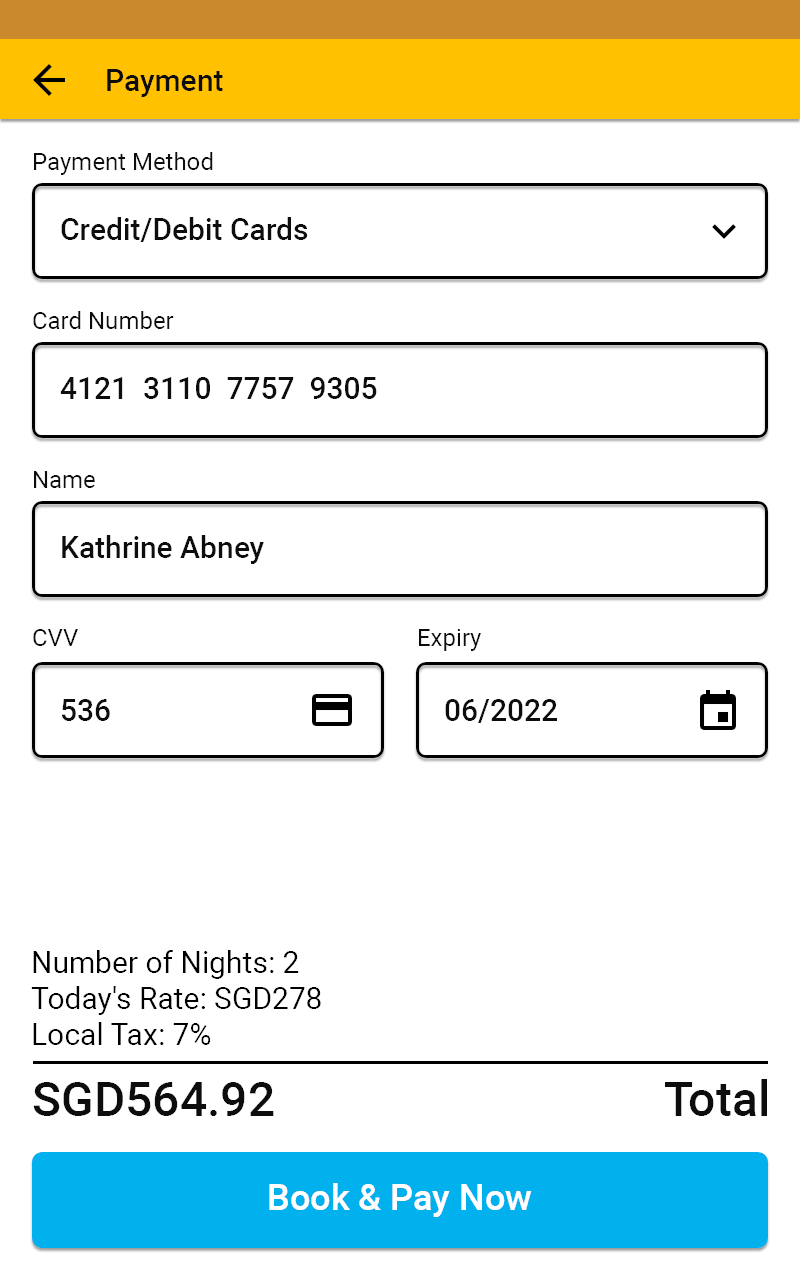 Payment
Payment Method
Credit/Debit Cards
Card Number
4121 3110 7757 9305
Name
Kathrine Abney
CVV
Expiry
536
06/2022
Number of Nights: 2
Today's Rate: SGD278
Local Tax: 7%
SGD564.92 Total
Book & Pay Now